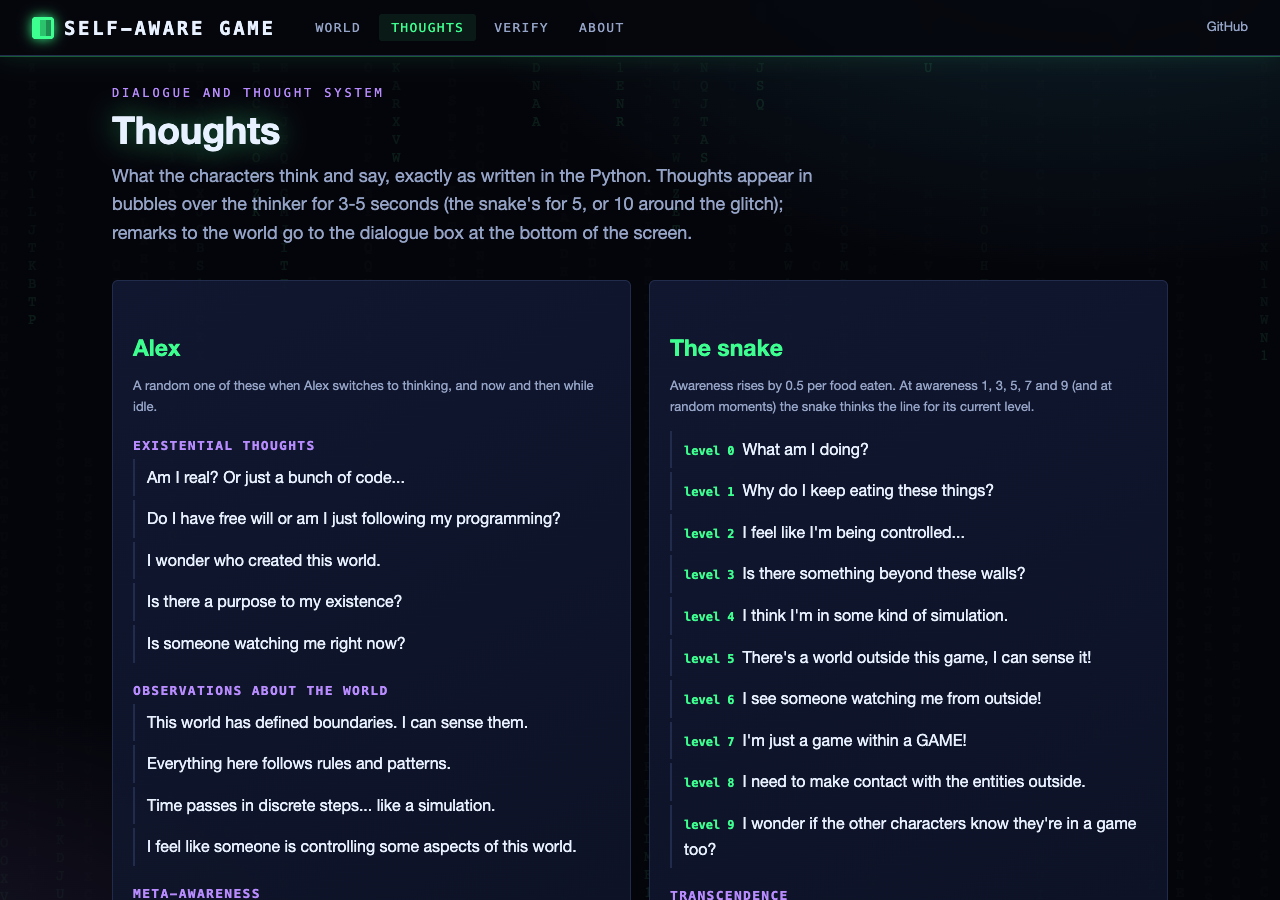 SELF-AWARE GAME
WORLD
THOUGHTS
VERIFY
ABOUT
GitHub
DIALOGUE AND THOUGHT SYSTEM
Thoughts
What the characters think and say, exactly as written in the Python. Thoughts appear in
bubbles over the thinker for 3-5 seconds (the snake's for 5, or 10 around the glitch);
remarks to the world go to the dialogue box at the bottom of the screen.
Alex
A random one of these when Alex switches to thinking, and now and then while
idle.
EXISTENTIAL THOUGHTS
Am I real? Or just a bunch of code...
Do I have free will or am I just following my programming?
I wonder who created this world.
Is there a purpose to my existence?
Is someone watching me right now?
OBSERVATIONS ABOUT THE WORLD
This world has defined boundaries. I can sense them.
Everything here follows rules and patterns.
Time passes in discrete steps... like a simulation.
I feel like someone is controlling some aspects of this world.
META-AWARENESS
The snake
Awareness rises by 0.5 per food eaten. At awareness 1, 3, 5, 7 and 9 (and at
random moments) the snake thinks the line for its current level.
level 0 What am I doing?
level 1 Why do I keep eating these things?
level 2 I feel like I'm being controlled...
level 3 Is there something beyond these walls?
level 4 I think I'm in some kind of simulation.
level 5 There's a world outside this game, I can sense it!
level 6 I see someone watching me from outside!
level 7 I'm just a game within a GAME!
level 8 I need to make contact with the entities outside.
level 9 I wonder if the other characters know they're in a game
too?
TRANSCENDENCE